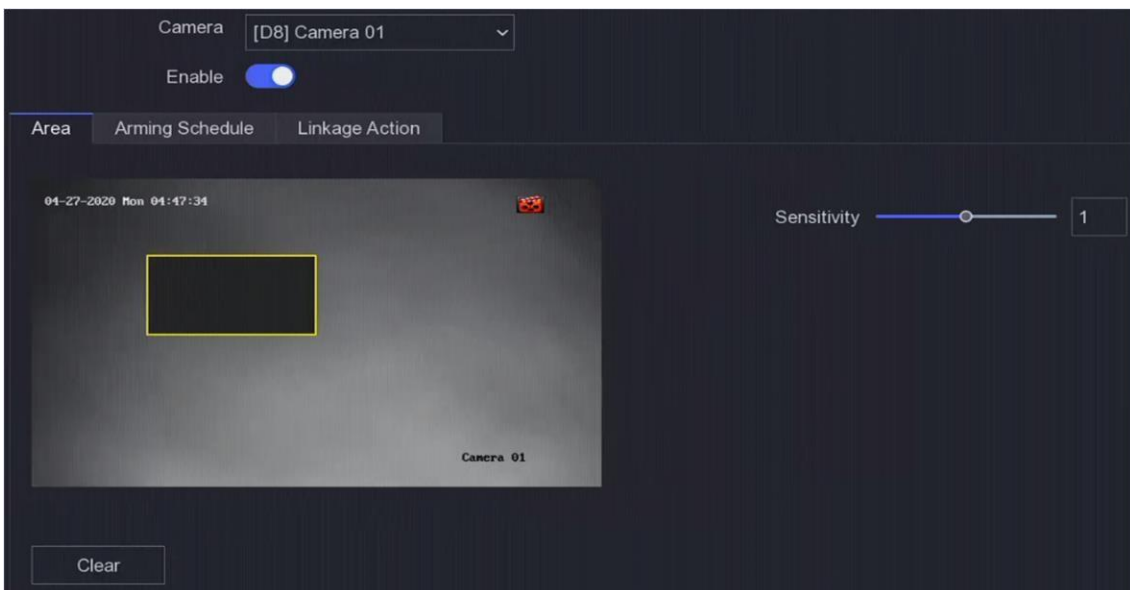 Camera [D8] Camera 01
Enable
Area Arming Schedule Linkage Action
04-27-2020 Mon 04:47:34
Sensitivity 1
Camera 01
Clear